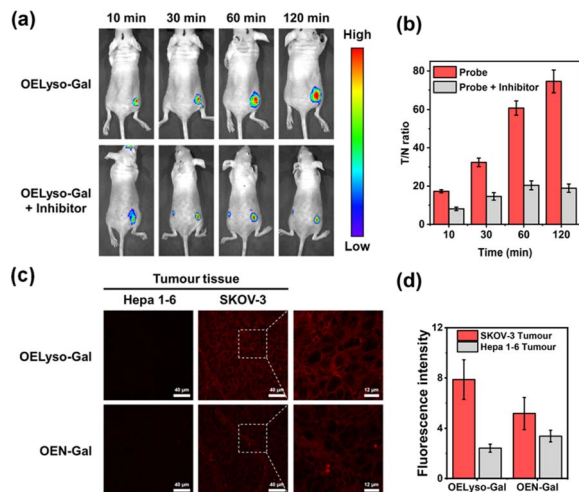 (a)
10 min 30 min 60 min 120 min
High
OELyso-Gal
OELyso-Gal
+ Inhibitor
Low
(b)
T/N ratio
80
60
40
20
0
Probe
Probe + Inhibitor
10 30 60 120
Time (min)
(c)
Tumour tissue
Hepa 1-6 SKOV-3
OELyso-Gal
40 μm 40 μm 12 μm
OEN-Gal
40 μm 40 μm 12 μm
(d)
Fluorescence intensity
12
8
4
0
SKOV-3 Tumour
Hepa 1-6 Tumour
OELyso-Gal OEN-Gal